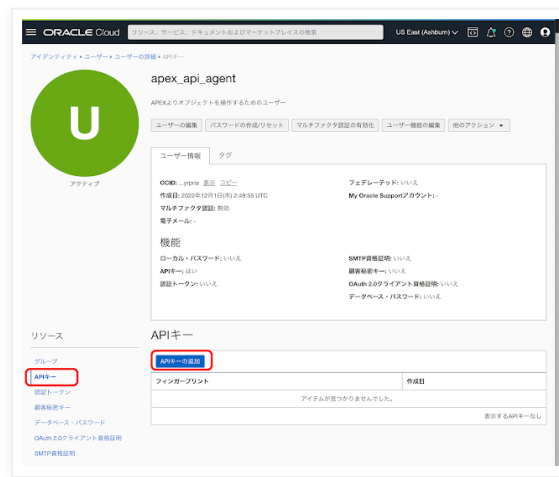 ORACLE Cloud
リソース、サービス、ドキュメントおよびマーケットプレイスの検索
US East (Ashburn)
アイデンティティ • ユーザー • ユーザーの詳細 • APIキー
U
アクティブ
apex_api_agent
APEXよりオブジェクトを操作するためのユーザー
ユーザーの編集 パスワードの作成/リセット マルチファクタ認証の有効化 ユーザー機能の編集 他のアクション
ユーザー情報 タグ
OCID: ...yrpria 表示 コピー
作成日: 2022年12月1日(木) 2:49:55 UTC
マルチファクタ認証: 無効
電子メール: -
フェデレーテッド: いいえ
My Oracle Supportアカウント: -
機能
ローカル・パスワード: いいえ
APIキー: はい
認証トークン: いいえ
SMTP資格証明: いいえ
顧客秘密キー: いいえ
OAuth 2.0クライアント資格証明: いいえ
データベース・パスワード: いいえ
リソース
グループ
APIキー
認証トークン
顧客秘密キー
データベース・パスワード
OAuth 2.0クライアント資格証明
SMTP資格証明
APIキー
APIキーの追加
フィンガープリント 作成日
アイテムが見つかりませんでした。
表示するAPIキーなし